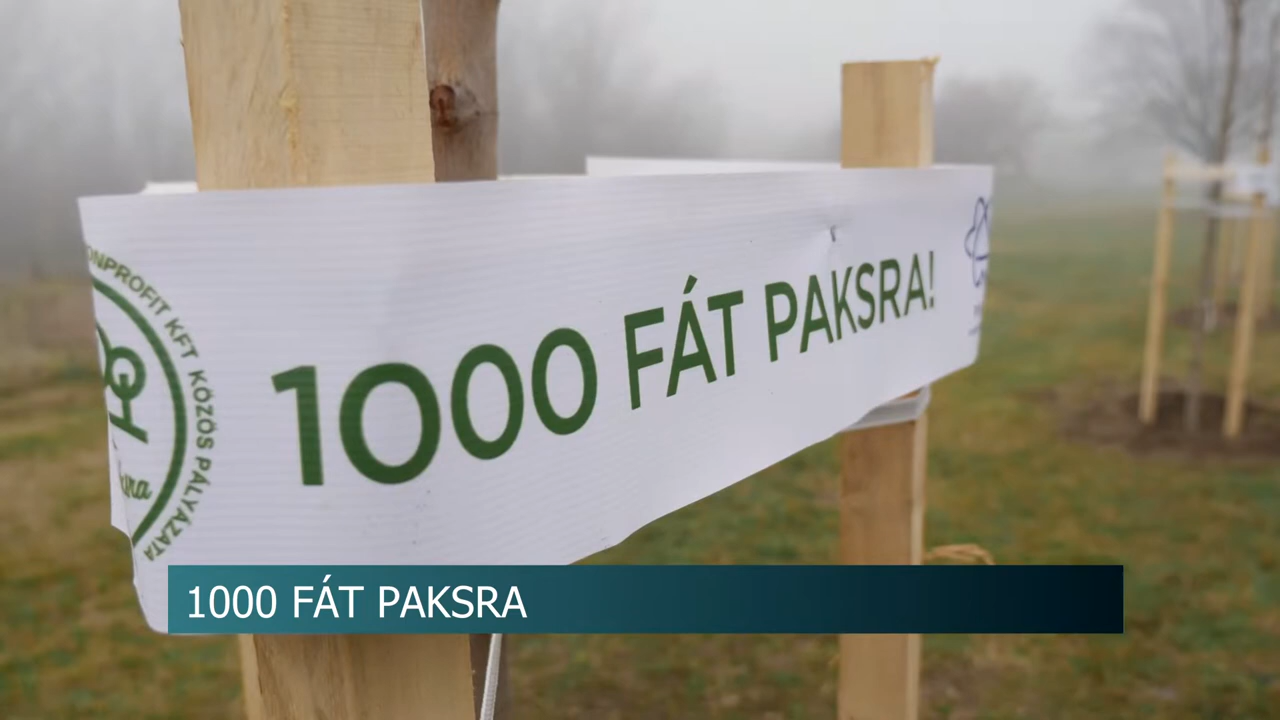 NONPROFIT KFT KÖZÖS PÁLYÁZATA
1000 FÁT PAKSRA!
1000 FÁT PAKSRA